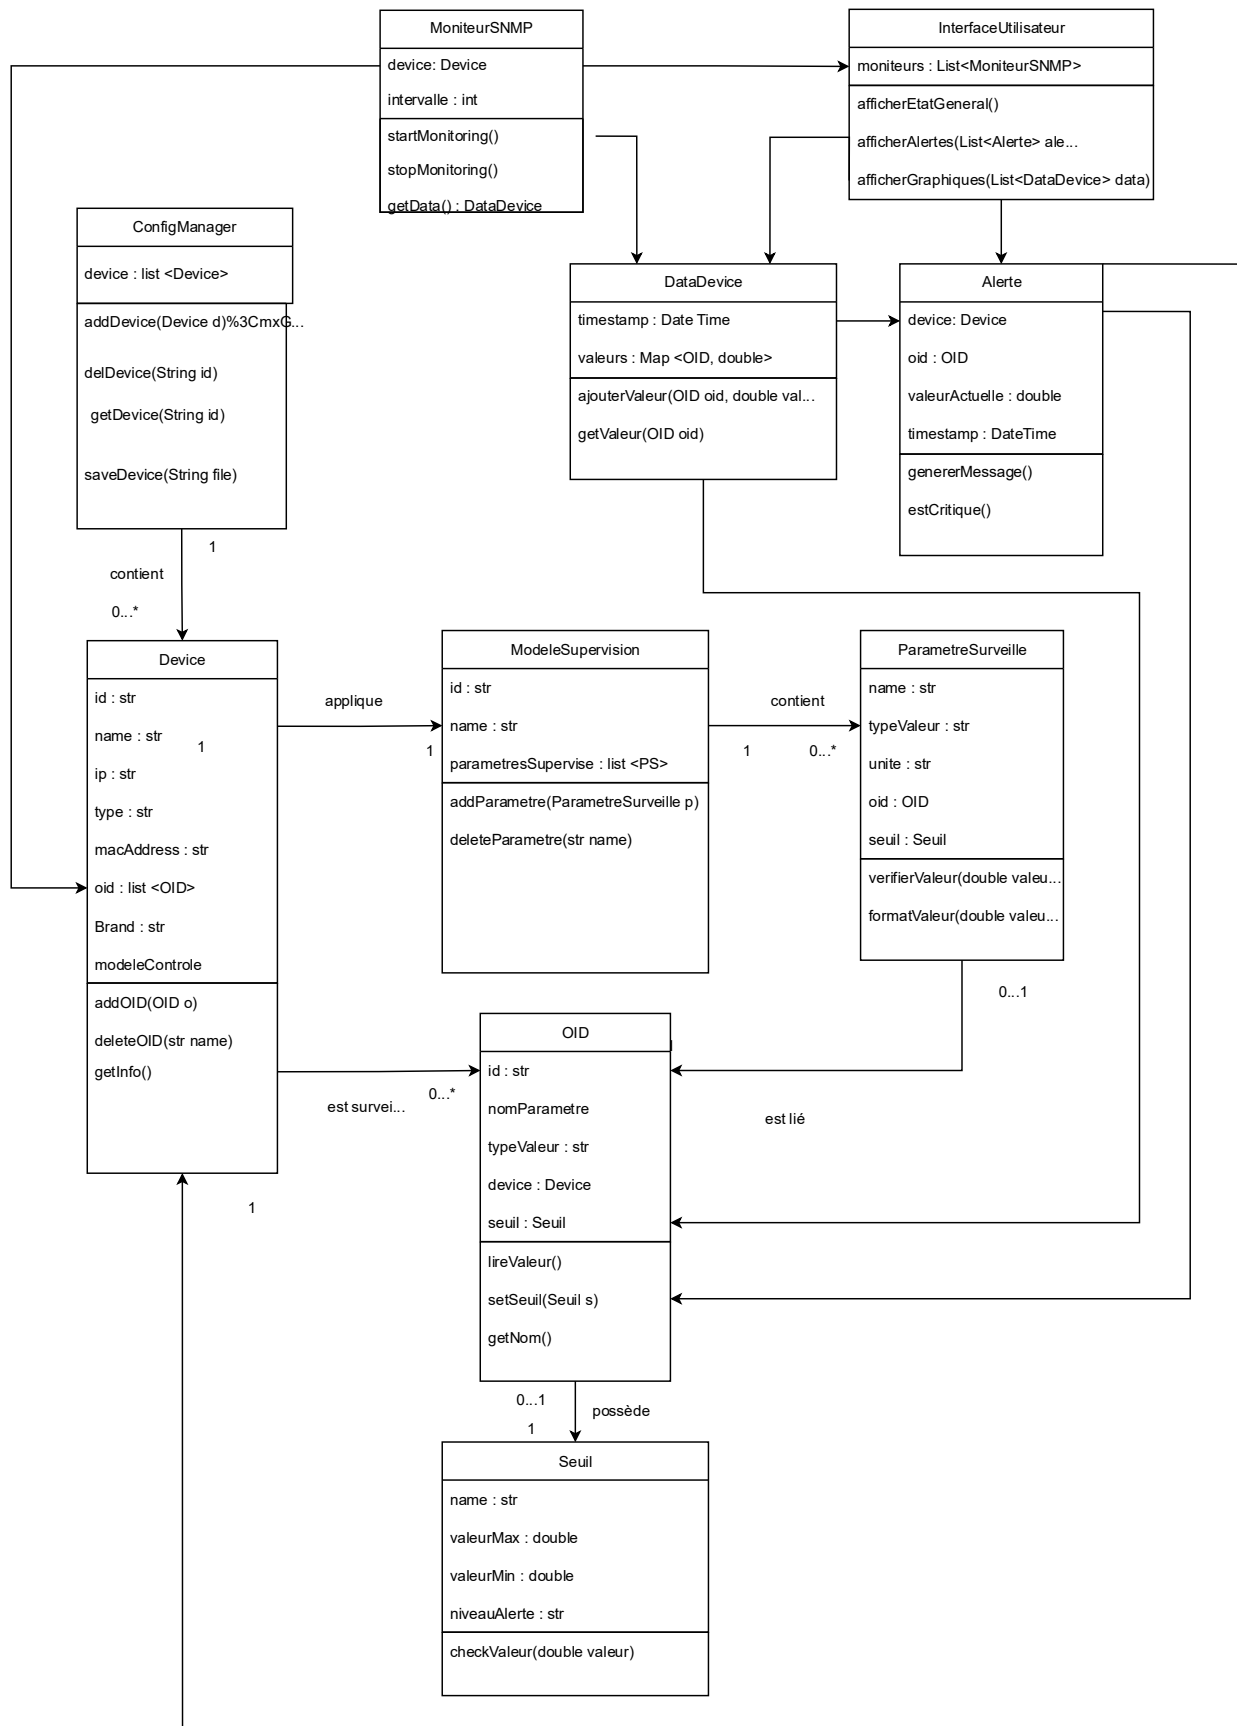 MoniteurSNMP
device: Device
intervalle : int
startMonitoring()
stopMonitoring()
getData() : DataDevice
InterfaceUtilisateur
moniteurs : List<MoniteurSNMP>
afficherEtatGeneral()
afficherAlertes(List<Alerte> ale...
afficherGraphiques(List<DataDevice> data)
ConfigManager
device : list <Device>
addDevice(Device d)%3CmxG...
delDevice(String id)
getDevice(String id)
saveDevice(String file)
DataDevice
timestamp : Date Time
valeurs : Map <OID, double>
ajouterValeur(OID oid, double val...
getValeur(OID oid)
Alerte
device: Device
oid : OID
valeurActuelle : double
timestamp : DateTime
genererMessage()
estCritique()
1
contient
0...*
Device
id : str
name : str
1
ip : str
type : str
macAddress : str
oid : list <OID>
Brand : str
modeleControle
addOID(OID o)
deleteOID(str name)
getInfo()
applique
1
ModeleSupervision
id : str
name : str
parametresSupervise : list <PS>
addParametre(ParametreSurveille p)
deleteParametre(str name)
contient
1
0...*
ParametreSurveille
name : str
typeValeur : str
unite : str
oid : OID
seuil : Seuil
verifierValeur(double valeu...
formatValeur(double valeu...
0...1
est lié
0...*
est survei...
1
OID
id : str
nomParametre
typeValeur : str
device : Device
seuil : Seuil
lireValeur()
setSeuil(Seuil s)
getNom()
0...1
possède
1
Seuil
name : str
valeurMax : double
valeurMin : double
niveauAlerte : str
checkValeur(double valeur)